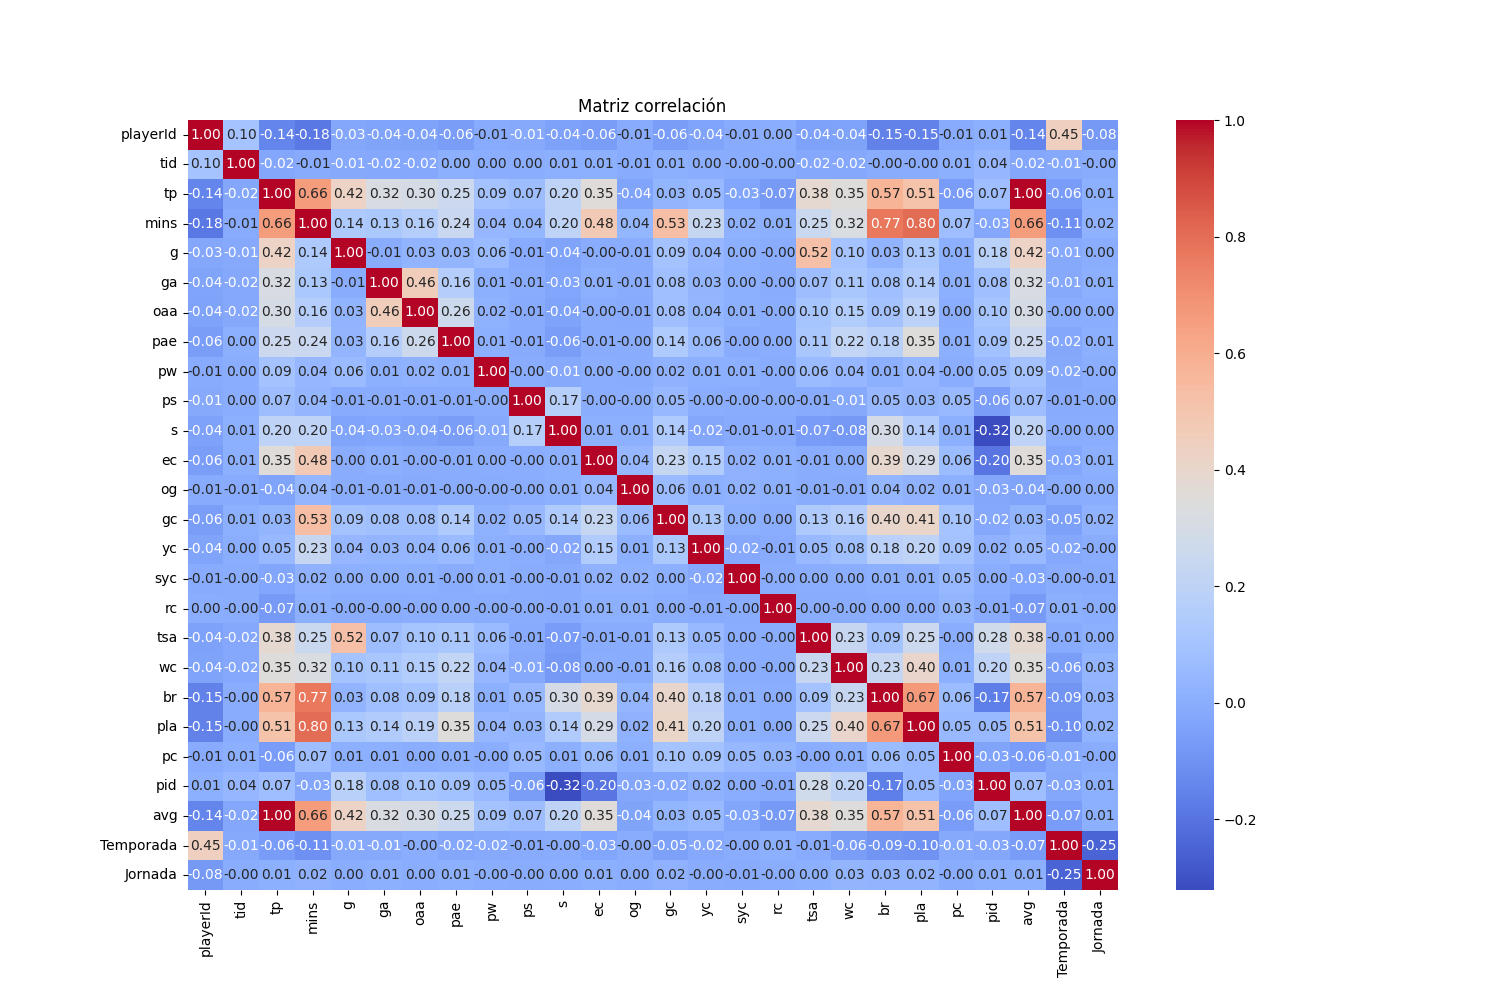 Matriz correlación
playerId 1.00 0.10 -0.14 -0.18 -0.03 -0.04 -0.04 -0.06 -0.01 -0.01 -0.04 -0.06 -0.01 -0.06 -0.04 -0.01 0.00 -0.04 -0.04 -0.15 -0.15 -0.01 0.01 -0.14 0.45 -0.08
tid 0.10 1.00 -0.02 -0.01 -0.01 -0.02 -0.02 0.00 0.00 0.00 0.01 0.01 -0.01 0.01 0.00 -0.00 -0.00 -0.02 -0.02 -0.00 -0.00 0.01 0.04 -0.02 -0.01 -0.00
tp -0.14 -0.02 1.00 0.66 0.42 0.32 0.30 0.25 0.09 0.07 0.20 0.35 -0.04 0.03 0.05 -0.03 -0.07 0.38 0.35 0.57 0.51 -0.06 0.07 1.00 -0.06 0.01
mins -0.18 -0.01 0.66 1.00 0.14 0.13 0.16 0.24 0.04 0.04 0.20 0.48 0.04 0.53 0.23 0.02 0.01 0.25 0.32 0.77 0.80 0.07 -0.03 0.66 -0.11 0.02
g -0.03 -0.01 0.42 0.14 1.00 -0.01 0.03 0.03 0.06 -0.01 -0.04 -0.00 -0.01 0.09 0.04 0.00 -0.00 0.52 0.10 0.03 0.13 0.01 0.18 0.42 -0.01 0.00
ga -0.04 -0.02 0.32 0.13 -0.01 1.00 0.46 0.16 0.01 -0.01 -0.03 0.01 -0.01 0.08 0.03 0.00 -0.00 0.07 0.11 0.08 0.14 0.01 0.08 0.32 -0.01 0.01
oaa -0.04 -0.02 0.30 0.16 0.03 0.46 1.00 0.26 0.02 -0.01 -0.04 -0.00 -0.01 0.08 0.04 0.01 -0.00 0.10 0.15 0.09 0.19 0.00 0.10 0.30 -0.00 0.00
pae -0.06 0.00 0.25 0.24 0.03 0.16 0.26 1.00 0.01 -0.01 -0.06 -0.01 -0.00 0.14 0.06 -0.00 0.00 0.11 0.22 0.18 0.35 0.01 0.09 0.25 -0.02 0.01
pw -0.01 0.00 0.09 0.04 0.06 0.01 0.02 0.01 1.00 -0.00 -0.01 0.00 -0.00 0.02 0.01 0.01 -0.00 0.06 0.04 0.01 0.04 -0.00 0.05 0.09 -0.02 -0.00
ps -0.01 0.00 0.07 0.04 -0.01 -0.01 -0.01 -0.01 -0.00 1.00 0.17 -0.00 -0.00 0.05 -0.00 -0.00 -0.00 -0.01 -0.01 0.05 0.03 0.01 -0.06 0.07 -0.01 -0.00
s -0.04 0.01 0.20 0.20 -0.04 -0.03 -0.04 -0.06 -0.01 0.17 1.00 0.01 0.01 0.14 -0.02 -0.01 -0.01 -0.07 -0.08 0.30 0.14 0.01 -0.32 0.20 -0.00 0.00
ec -0.06 0.01 0.35 0.48 -0.00 0.01 -0.00 -0.01 0.00 -0.00 0.01 1.00 0.04 0.23 0.15 0.02 0.01 -0.01 0.00 0.39 0.29 0.06 -0.20 0.35 -0.03 0.01
og -0.01 -0.01 -0.04 0.04 -0.01 -0.01 -0.01 -0.00 -0.00 -0.00 0.01 0.04 1.00 0.06 0.01 0.02 0.01 -0.01 -0.01 0.04 0.02 0.01 -0.03 -0.04 -0.00 0.00
gc -0.06 0.01 0.03 0.53 0.09 0.08 0.08 0.14 0.02 0.05 0.14 0.23 0.06 1.00 0.13 0.00 0.00 0.13 0.16 0.40 0.41 0.10 -0.02 0.03 -0.05 0.02
yc -0.04 0.00 0.05 0.23 0.04 0.03 0.04 0.06 0.01 -0.00 -0.02 0.15 0.01 0.13 1.00 -0.02 -0.01 0.05 0.08 0.18 0.20 0.09 0.02 0.05 -0.02 -0.00
syc -0.01 -0.00 -0.03 0.02 0.00 0.00 0.01 -0.00 0.01 -0.00 -0.01 0.02 0.02 0.00 -0.02 1.00 -0.00 0.00 0.00 0.01 0.01 0.05 0.00 -0.03 -0.00 -0.01
rc 0.00 -0.00 -0.07 0.01 -0.00 -0.00 -0.00 0.00 -0.00 -0.00 -0.01 0.01 0.01 0.00 -0.01 -0.00 1.00 -0.00 -0.00 0.00 0.00 0.03 -0.01 -0.07 0.01 -0.00
tsa -0.04 -0.02 0.38 0.25 0.52 0.07 0.10 0.11 0.06 -0.01 -0.07 -0.01 -0.01 0.13 0.05 0.00 -0.00 1.00 0.23 0.09 0.25 -0.00 0.28 0.38 -0.01 0.00
wc -0.04 -0.02 0.35 0.32 0.10 0.11 0.15 0.22 0.04 -0.01 -0.08 0.00 -0.01 0.16 0.08 0.00 -0.00 0.23 1.00 0.23 0.40 0.01 0.20 0.35 -0.06 0.03
br -0.15 -0.00 0.57 0.77 0.03 0.08 0.09 0.18 0.01 0.05 0.30 0.39 0.04 0.40 0.18 0.01 0.00 0.09 0.23 1.00 0.67 0.06 -0.17 0.57 -0.09 0.03
pla -0.15 -0.00 0.51 0.80 0.13 0.14 0.19 0.35 0.04 0.03 0.14 0.29 0.02 0.41 0.20 0.01 0.00 0.25 0.40 0.67 1.00 0.05 0.05 0.51 -0.10 0.02
pc -0.01 0.01 -0.06 0.07 0.01 0.01 0.00 0.01 -0.00 0.01 0.01 0.06 0.01 0.10 0.09 0.05 0.03 -0.00 0.01 0.06 0.05 1.00 -0.03 -0.06 -0.01 -0.00
pid 0.01 0.04 0.07 -0.03 0.18 0.08 0.10 0.09 0.05 -0.06 -0.32 -0.20 -0.03 -0.02 0.02 0.00 -0.01 0.28 0.20 -0.17 0.05 -0.03 1.00 0.07 -0.03 0.01
avg -0.14 -0.02 1.00 0.66 0.42 0.32 0.30 0.25 0.09 0.07 0.20 0.35 -0.04 0.03 0.05 -0.03 -0.07 0.38 0.35 0.57 0.51 -0.06 0.07 1.00 -0.07 0.01
Temporada 0.45 -0.01 -0.06 -0.11 -0.01 -0.01 -0.00 -0.02 -0.02 -0.01 -0.00 -0.03 -0.00 -0.05 -0.02 -0.00 0.01 -0.01 -0.06 -0.09 -0.10 -0.01 -0.03 -0.07 1.00 -0.25
Jornada -0.08 -0.00 0.01 0.02 0.00 0.01 0.00 0.01 -0.00 -0.00 0.00 0.01 0.00 0.02 -0.00 -0.01 -0.00 0.00 0.03 0.03 0.02 -0.00 0.01 0.01 -0.25 1.00
playerId tid tp mins g ga oaa pae pw ps s ec og gc yc syc rc tsa wc br pla pc pid avg Temporada Jornada
1.0
0.8
0.6
0.4
0.2
0.0
−0.2